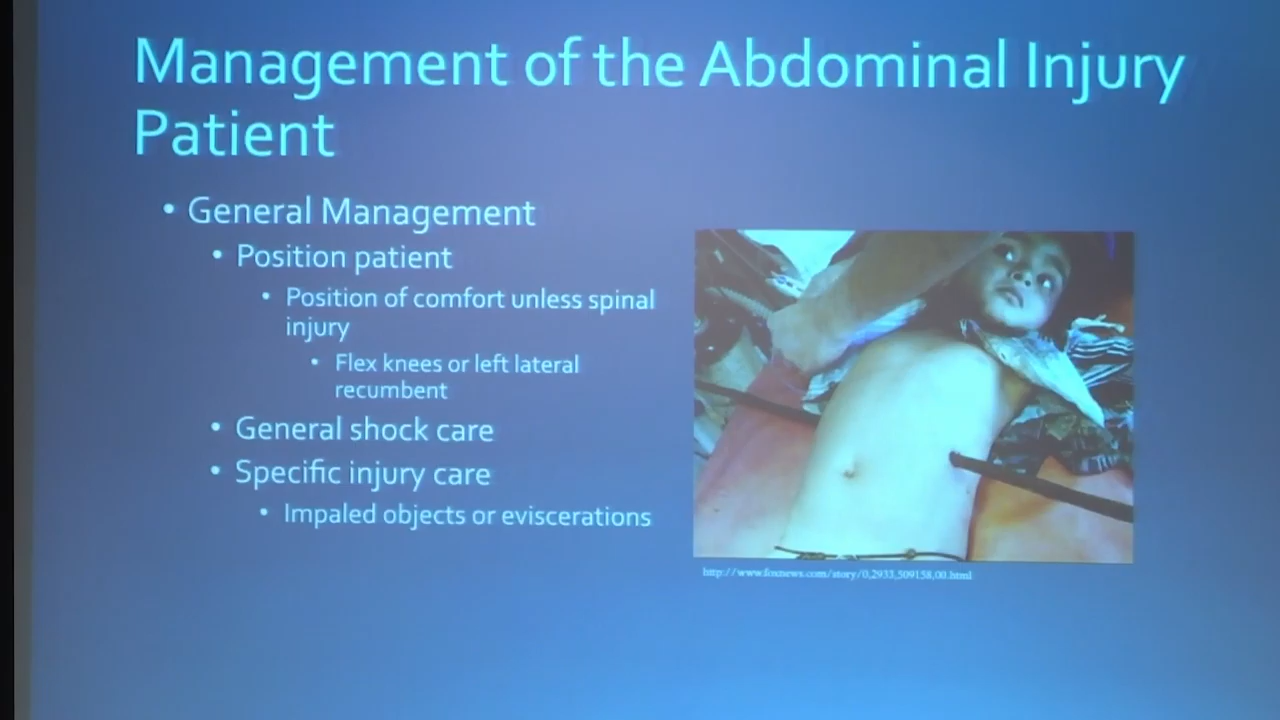 Management of the Abdominal Injury
Patient
• General Management
• Position patient
• Position of comfort unless spinal
injury
• Flex knees or left lateral
recumbent
• General shock care
• Specific injury care
• Impaled objects or eviscerations
http://www.foxnews.com/story/0,2933,509158,00.html